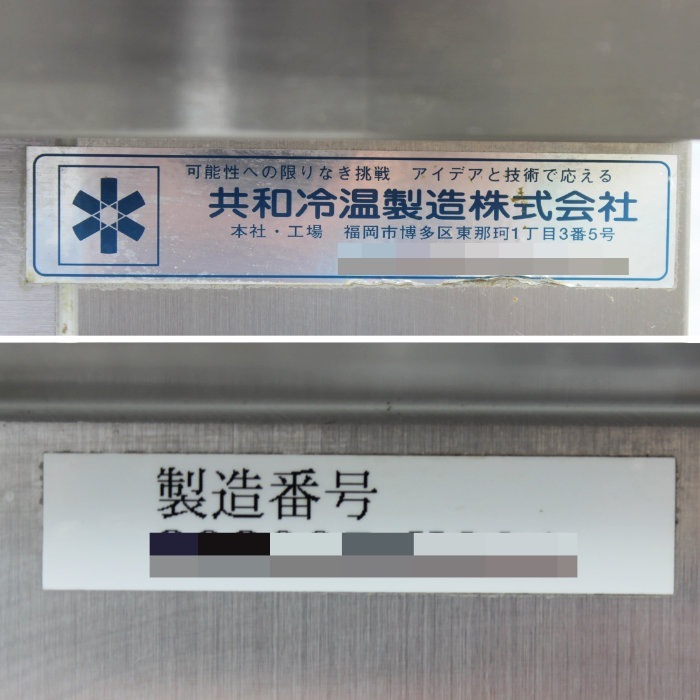 可能性への限りなき挑戦　アイデアと技術で応える
共和冷温製造株式会社
本社・工場　福岡市博多区東那珂1丁目3番5号
製造番号